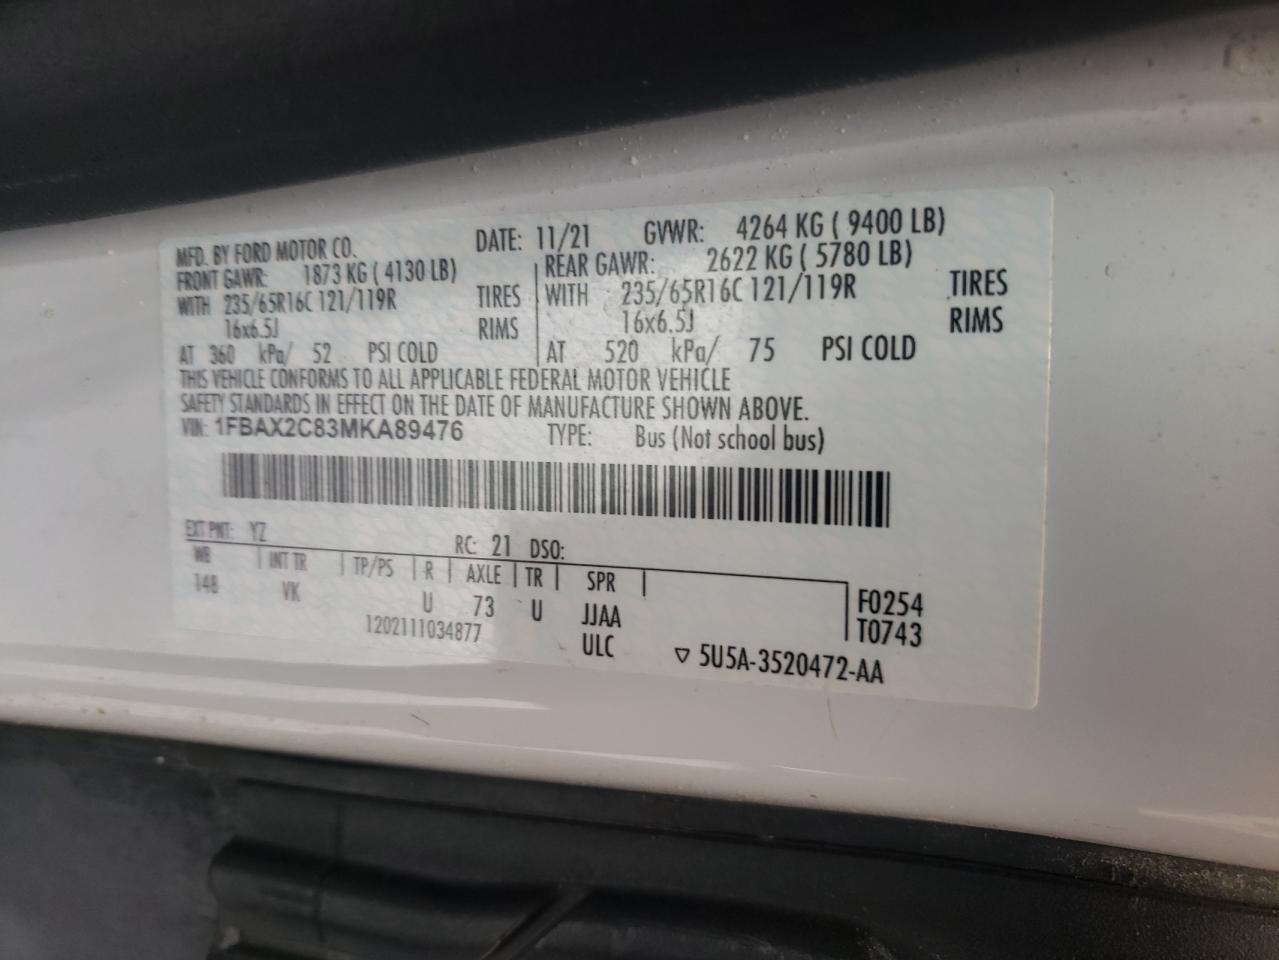 MFD. BY FORD MOTOR CO. DATE: 11/21 GVWR: 4264 KG ( 9400 LB)
FRONT GAWR: 1873 KG ( 4130 LB) REAR GAWR: 2622 KG ( 5780 LB)
WITH 235/65R16C 121/119R TIRES WITH 235/65R16C 121/119R TIRES
16x6.5J RIMS 16x6.5J RIMS
AT 360 kPa/ 52 PSI COLD AT 520 kPa/ 75 PSI COLD
THIS VEHICLE CONFORMS TO ALL APPLICABLE FEDERAL MOTOR VEHICLE
SAFETY STANDARDS IN EFFECT ON THE DATE OF MANUFACTURE SHOWN ABOVE.
VIN: 1FBAX2C83MKA89476 TYPE: Bus (Not school bus)
EXT PNT: YZ RC: 21 DSO:
WB INT TR TP/PS R AXLE TR SPR
148 VK U 73 U JJAA F0254
1202111034877 ULC T0743
▽ 5U5A-3520472-AA